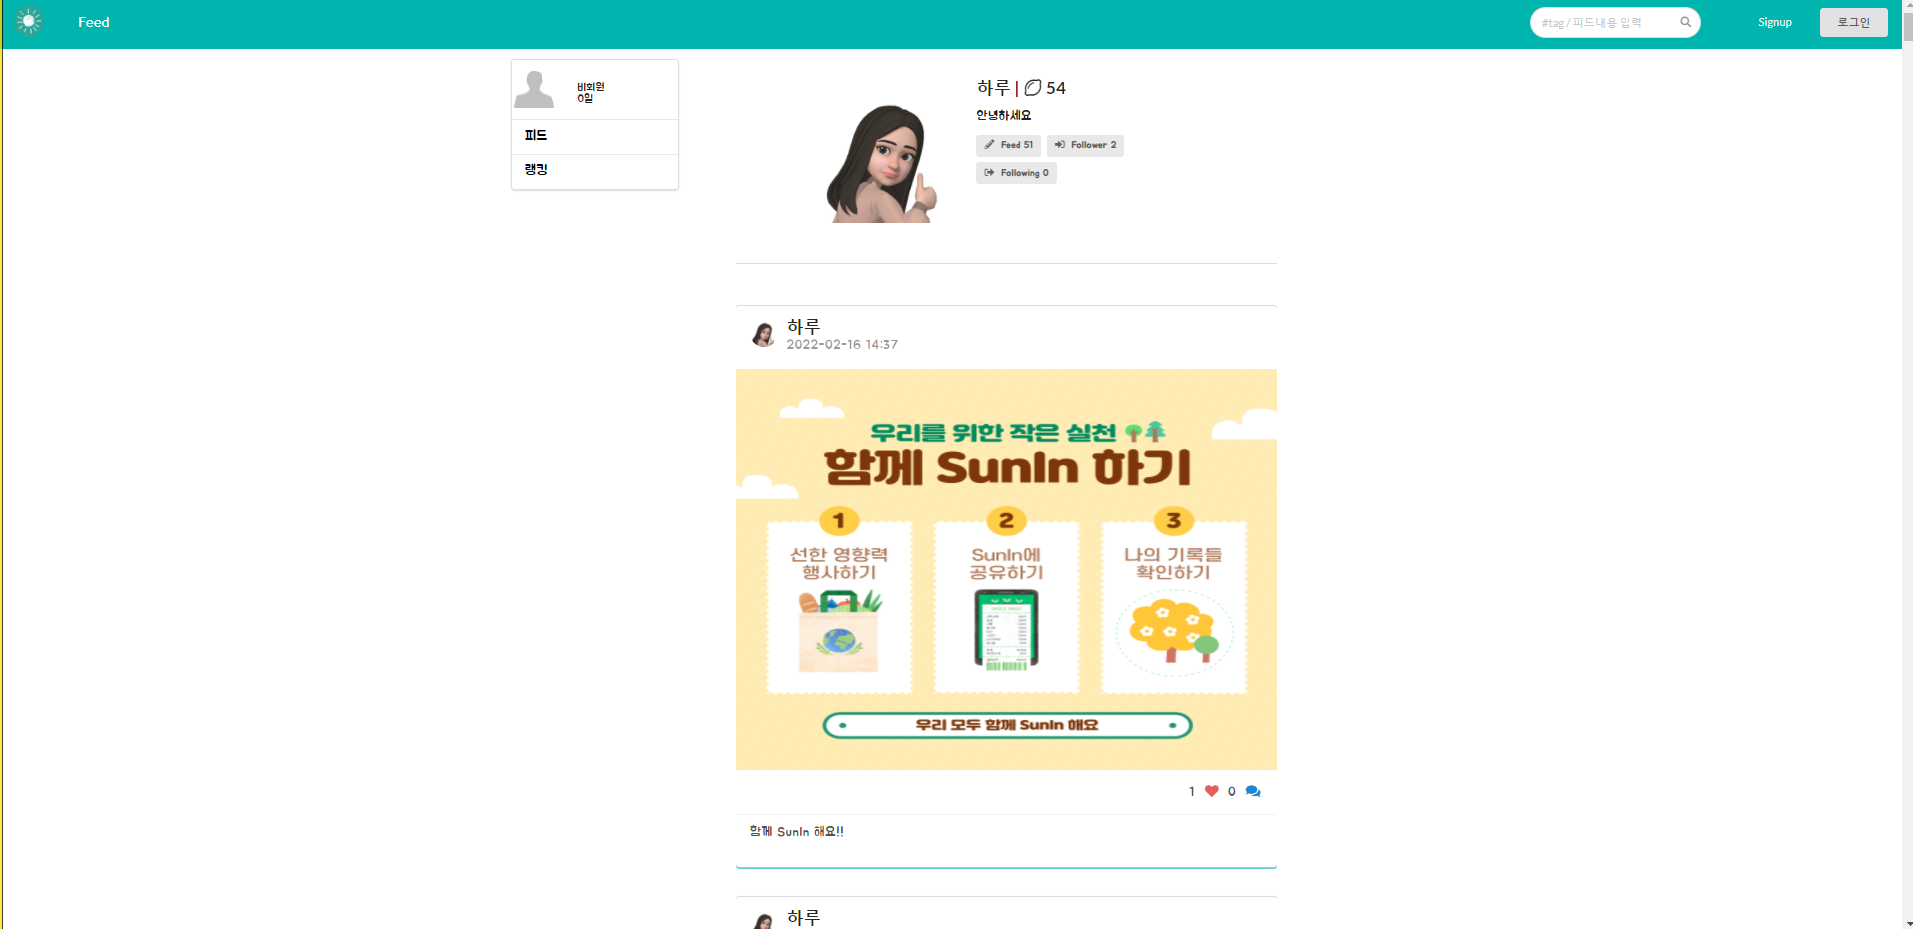 Feed
#tag / 피드내용 입력
Signup
로그인
비회원
0일
피드
랭킹
하루 | 54
안녕하세요
Feed 51
Follower 2
Following 0
하루
2022-02-16 14:37
우리를 위한 작은 실천
함께 SunIn 하기
1
선한 영향력
행사하기
2
SunIn에
공유하기
3
나의 기록들
확인하기
우리 모두 함께 SunIn 해요
1 0
함께 SunIn 해요!!
하루